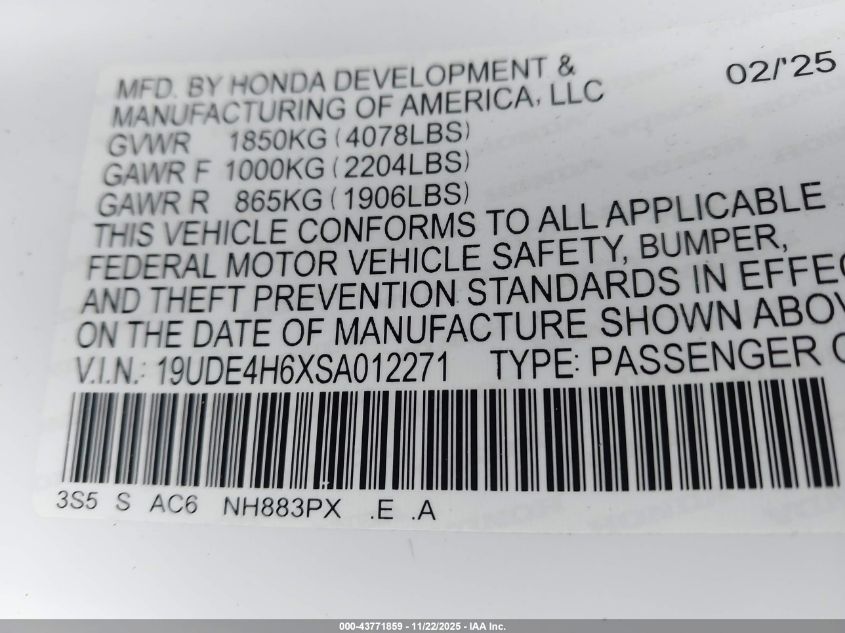 MFD. BY HONDA DEVELOPMENT & 02/'25
MANUFACTURING OF AMERICA, LLC
GVWR 1850KG (4078LBS)
GAWR F 1000KG (2204LBS)
GAWR R 865KG (1906LBS)
THIS VEHICLE CONFORMS TO ALL APPLICABLE
FEDERAL MOTOR VEHICLE SAFETY, BUMPER,
AND THEFT PREVENTION STANDARDS IN EFFEC
ON THE DATE OF MANUFACTURE SHOWN ABOV
V.I.N.: 19UDE4H6XSA012271 TYPE: PASSENGER C
3S5 S AC6 NH883PX .E .A
000-43771859 - 11/22/2025 - IAA Inc.